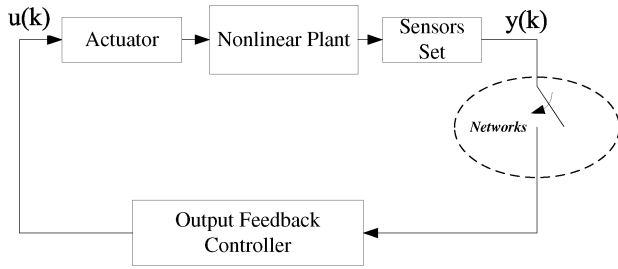 u(k)
Actuator
Nonlinear Plant
Sensors
Set
y(k)
Networks
Output Feedback
Controller